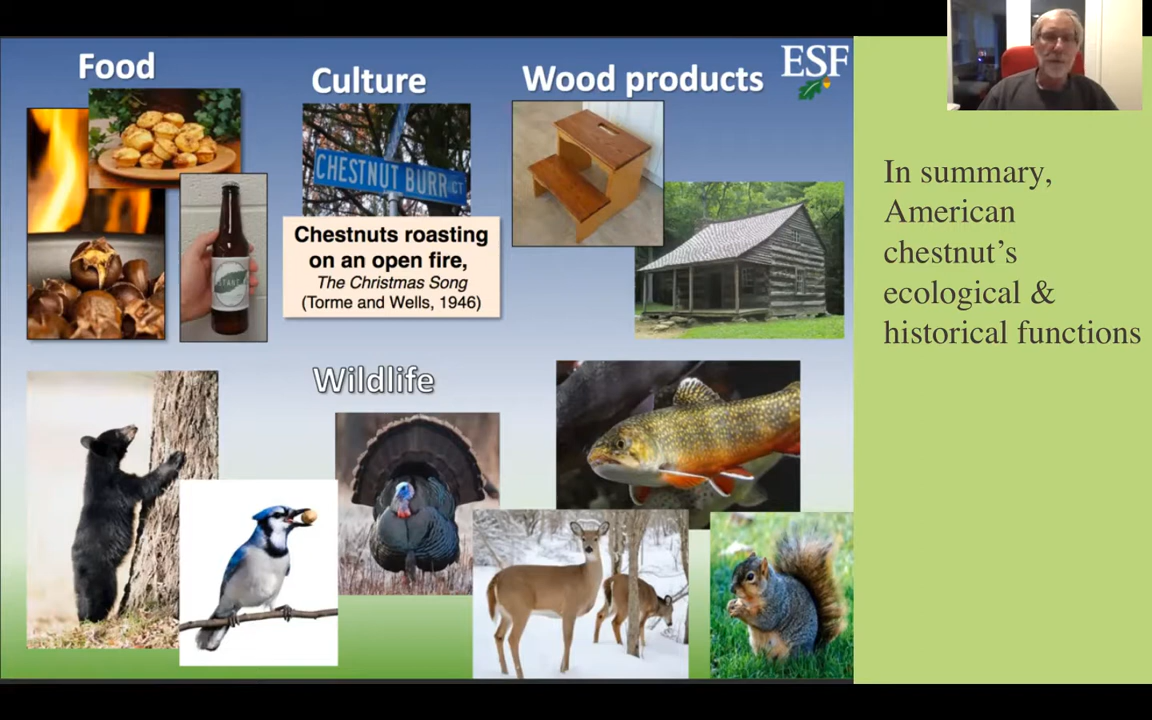 Food
Culture
Wood products
ESF
CHESTNUT BURR CT
Chestnuts roasting
on an open fire,
The Christmas Song
(Torme and Wells, 1946)
Wildlife
In summary,
American
chestnut’s
ecological &
historical functions